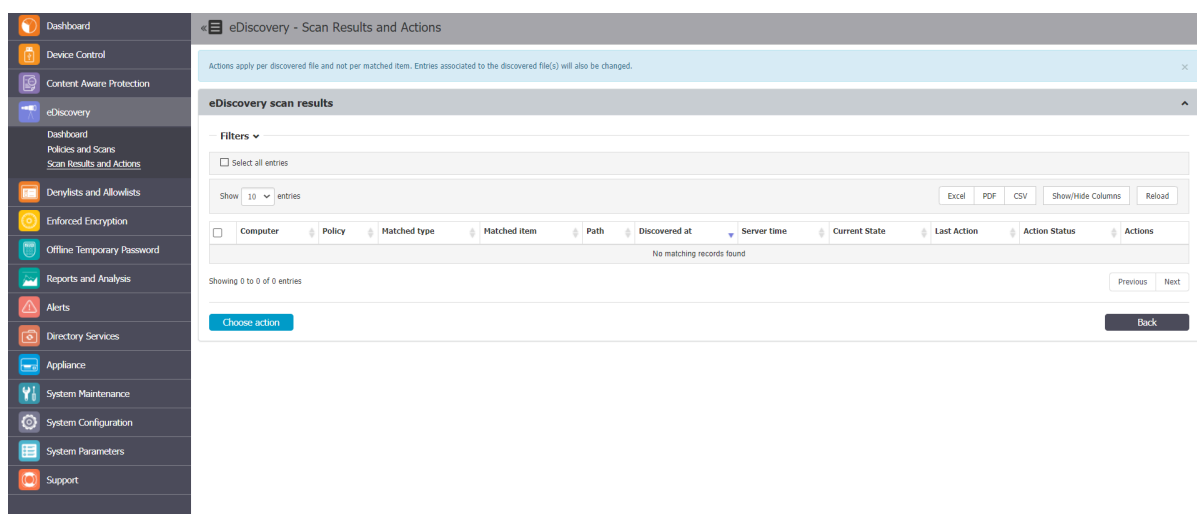 Dashboard
Device Control
Content Aware Protection
eDiscovery
Dashboard
Policies and Scans
Scan Results and Actions
Denylists and Allowlists
Enforced Encryption
Offline Temporary Password
Reports and Analysis
Alerts
Directory Services
Appliance
System Maintenance
System Configuration
System Parameters
Support
« eDiscovery - Scan Results and Actions
Actions apply per discovered file and not per matched item. Entries associated to the discovered file(s) will also be changed. ×
eDiscovery scan results
Filters
Select all entries
Show 10 entries Excel PDF CSV Show/Hide Columns Reload
Computer Policy Matched type Matched item Path Discovered at Server time Current State Last Action Action Status Actions
No matching records found
Showing 0 to 0 of 0 entries Previous Next
Choose action Back